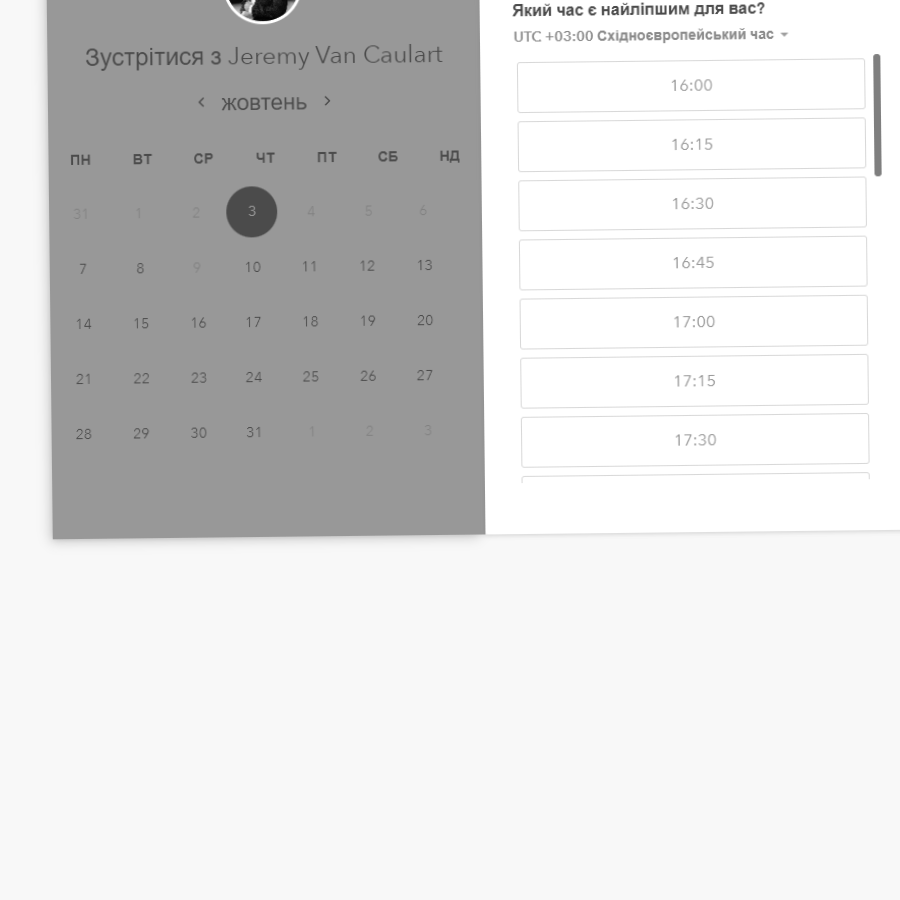 Зустрітися з Jeremy Van Caulart
жовтень
ПН ВТ СР ЧТ ПТ СБ НД
31 1 2 3 4 5 6
7 8 9 10 11 12 13
14 15 16 17 18 19 20
21 22 23 24 25 26 27
28 29 30 31 1 2 3
Який час є найліпшим для вас?
UTC +03:00 Східноєвропейський час
16:00
16:15
16:30
16:45
17:00
17:15
17:30